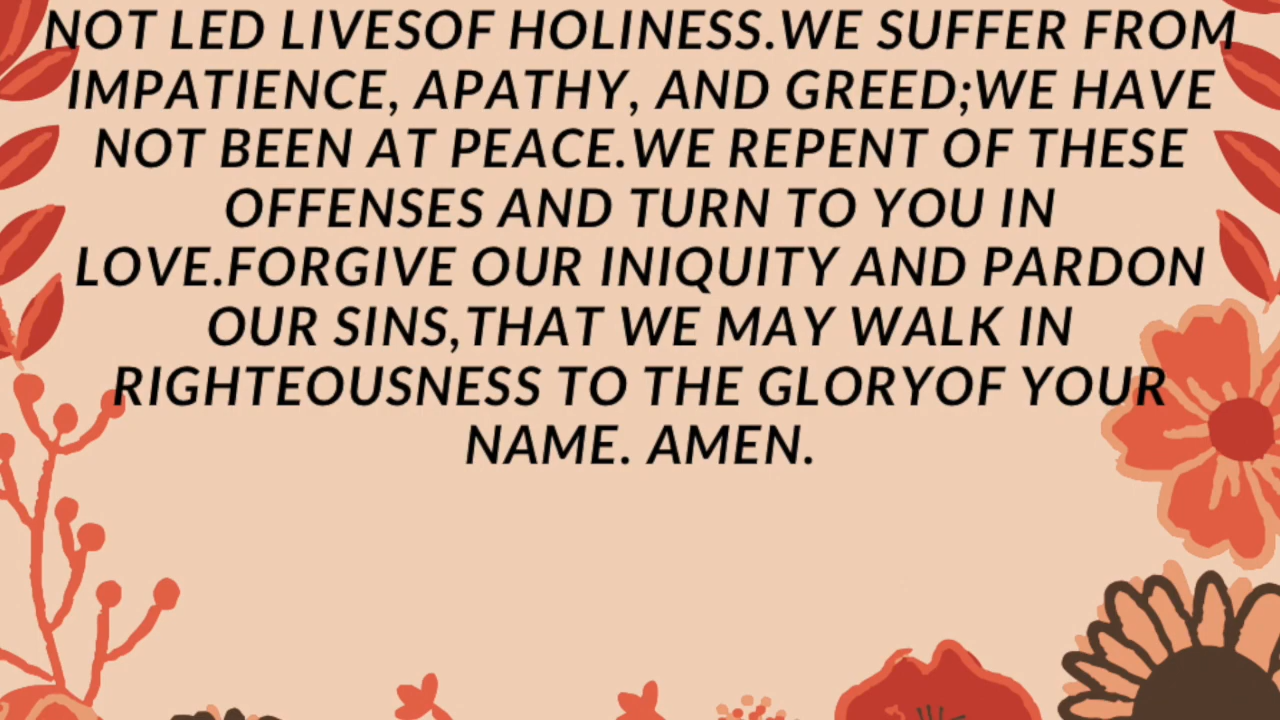 NOT LED LIVESOF HOLINESS.WE SUFFER FROM
IMPATIENCE, APATHY, AND GREED;WE HAVE
NOT BEEN AT PEACE.WE REPENT OF THESE
OFFENSES AND TURN TO YOU IN
LOVE.FORGIVE OUR INIQUITY AND PARDON
OUR SINS,THAT WE MAY WALK IN
RIGHTEOUSNESS TO THE GLORYOF YOUR
NAME. AMEN.